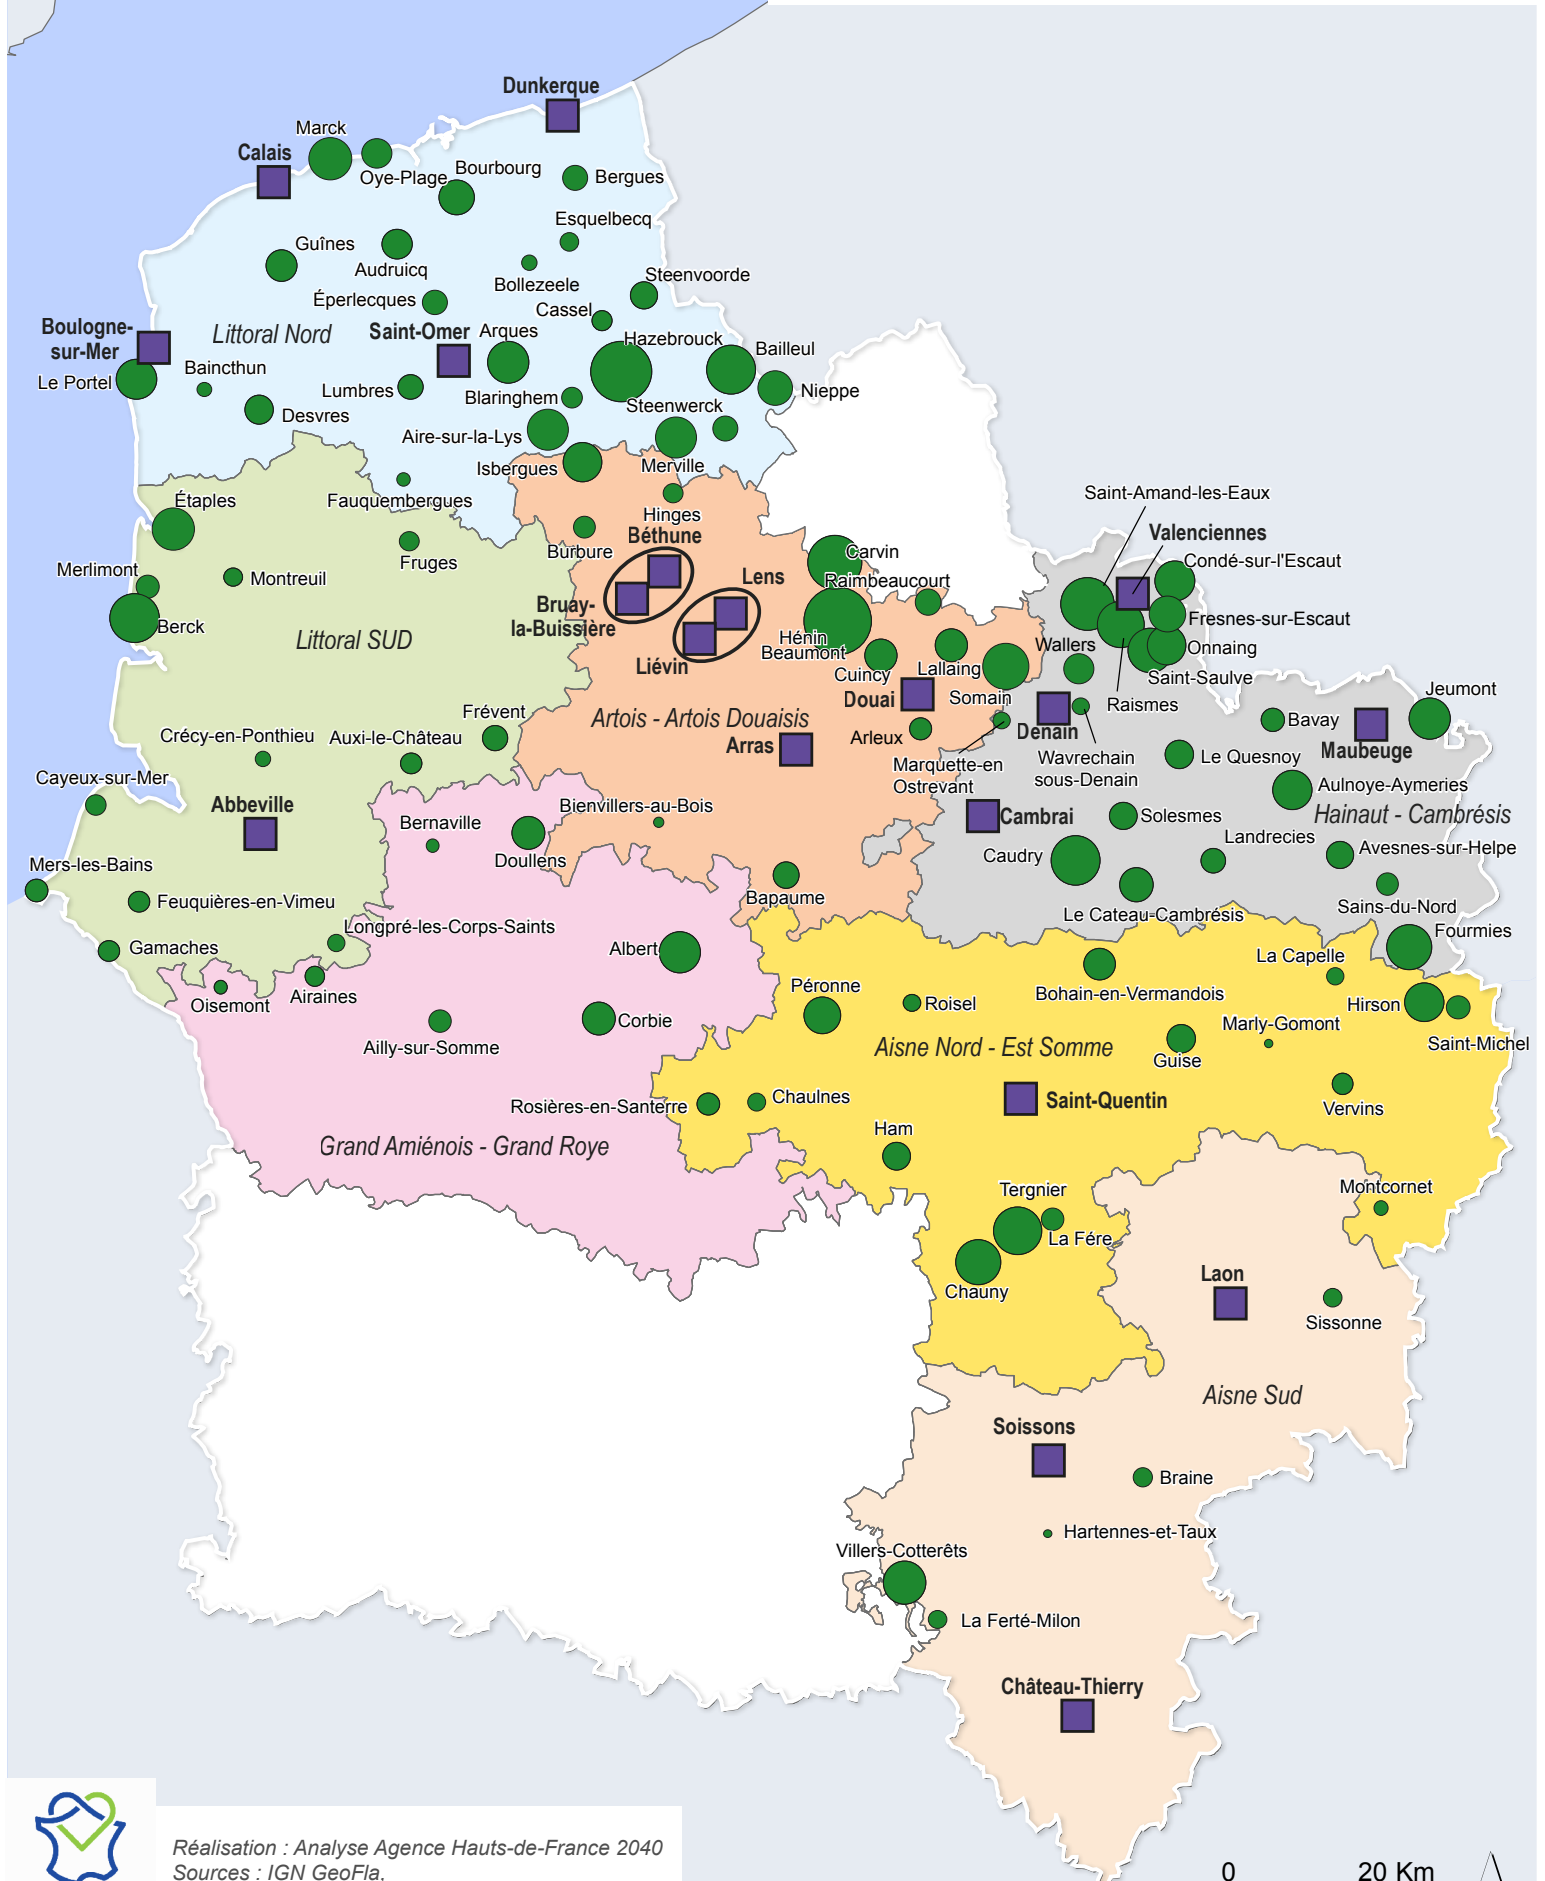 Dunkerque
Marck
Calais
Oye-Plage
Bourbourg
Bergues
Esquelbecq
Guînes
Audruicq
Bollezeele
Steenvoorde
Éperlecques
Cassel
Littoral Nord
Boulogne-
sur-Mer
Saint-Omer
Arques
Hazebrouck
Bailleul
Baincthun
Le Portel
Lumbres
Blaringhem
Nieppe
Steenwerck
Desvres
Aire-sur-la-Lys
Isbergues
Merville
Étaples
Fauquembergues
Saint-Amand-les-Eaux
Hinges
Valenciennes
Béthune
Burbure
Carvin
Fruges
Condé-sur-l'Escaut
Merlimont
Montreuil
Lens
Raimbeaucourt
Bruay-
la-Buissière
Berck
Fresnes-sur-Escaut
Littoral SUD
Hénin
Beaumont
Wallers
Onnaing
Liévin
Cuincy
Lallaing
Saint-Saulve
Jeumont
Douai
Somain
Raismes
Frévent
Artois - Artois Douaisis
Bavay
Crécy-en-Ponthieu
Auxi-le-Château
Arras
Arleux
Denain
Maubeuge
Marquette-en
Ostrevant
Wavrechain
sous-Denain
Le Quesnoy
Cayeux-sur-Mer
Aulnoye-Aymeries
Abbeville
Bienvillers-au-Bois
Cambrai
Solesmes
Hainaut - Cambrésis
Bernaville
Landrecies
Doullens
Caudry
Avesnes-sur-Helpe
Mers-les-Bains
Bapaume
Feuquières-en-Vimeu
Le Cateau-Cambrésis
Sains-du-Nord
Longpré-les-Corps-Saints
Fourmies
Gamaches
Albert
La Capelle
Péronne
Bohain-en-Vermandois
Oisemont
Airaines
Roisel
Hirson
Corbie
Marly-Gomont
Ailly-sur-Somme
Aisne Nord - Est Somme
Guise
Saint-Michel
Rosières-en-Santerre
Chaulnes
Saint-Quentin
Vervins
Ham
Grand Amiénois - Grand Roye
Tergnier
Montcornet
La Fére
Chauny
Laon
Sissonne
Aisne Sud
Soissons
Braine
Hartennes-et-Taux
Villers-Cotterêts
La Ferté-Milon
Château-Thierry
Réalisation : Analyse Agence Hauts-de-France 2040
Sources : IGN GeoFla,
0 20 Km